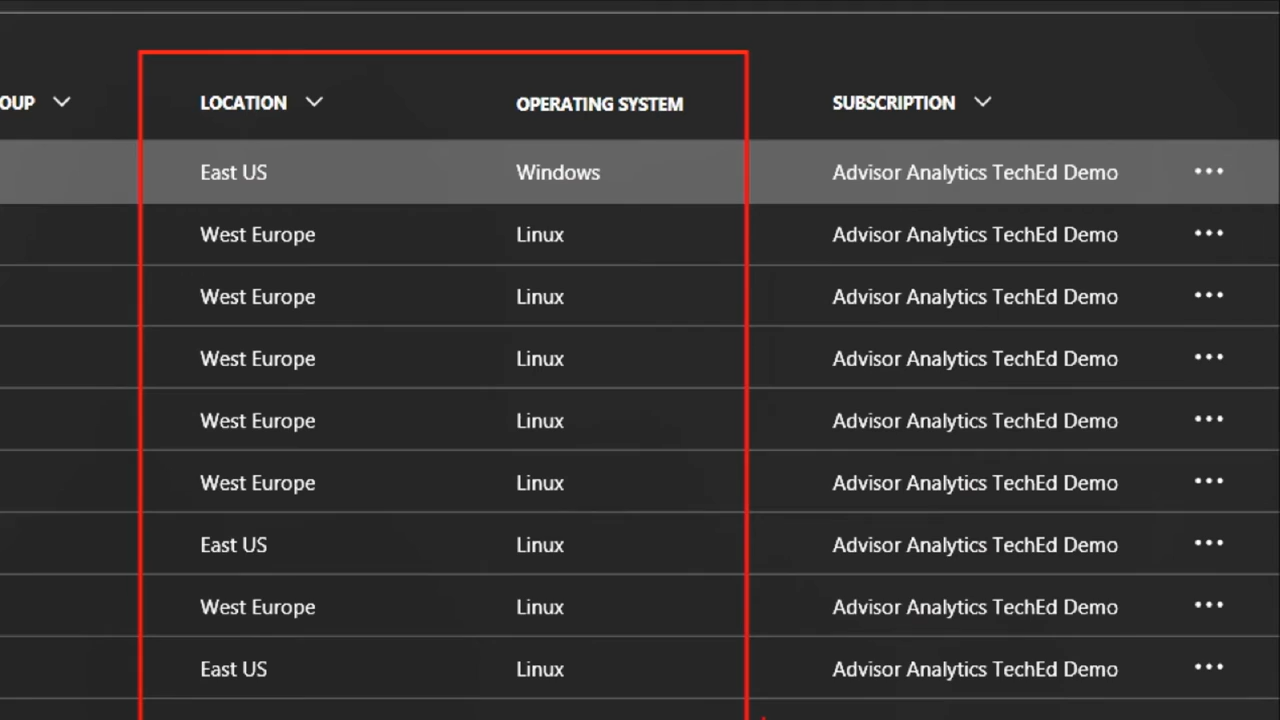 OUP LOCATION OPERATING SYSTEM SUBSCRIPTION
East US Windows Advisor Analytics TechEd Demo
West Europe Linux Advisor Analytics TechEd Demo
West Europe Linux Advisor Analytics TechEd Demo
West Europe Linux Advisor Analytics TechEd Demo
West Europe Linux Advisor Analytics TechEd Demo
West Europe Linux Advisor Analytics TechEd Demo
East US Linux Advisor Analytics TechEd Demo
West Europe Linux Advisor Analytics TechEd Demo
East US Linux Advisor Analytics TechEd Demo